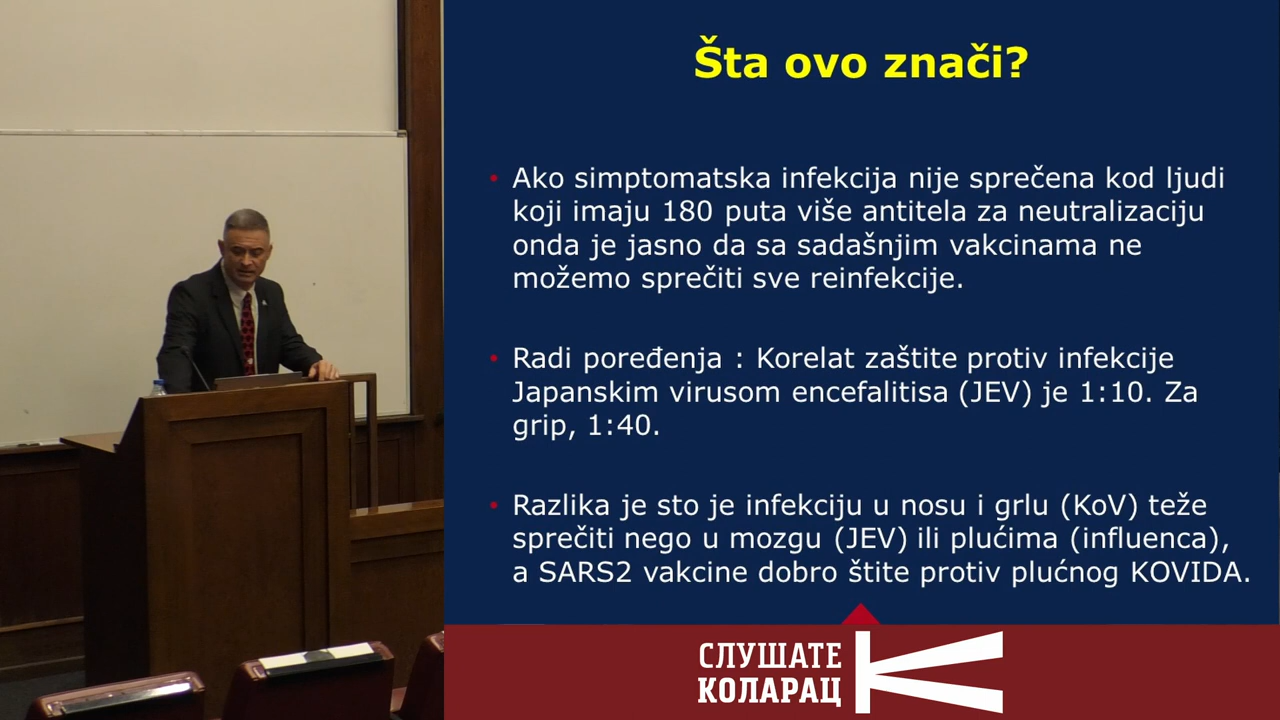 Šta ovo znači?
• Ako simptomatska infekcija nije sprečena kod ljudi
koji imaju 180 puta više antitela za neutralizaciju
onda je jasno da sa sadašnjim vakcinama ne
možemo sprečiti sve reinfekcije.
• Radi poređenja : Korelat zaštite protiv infekcije
Japanskim virusom encefalitisa (JEV) je 1:10. Za
grip, 1:40.
• Razlika je sto je infekciju u nosu i grlu (KoV) teže
sprečiti nego u mozgu (JEV) ili plućima (influenca),
a SARS2 vakcine dobro štite protiv plućnog KOVIDA.
СЛУШАТЕ
КОЛАРАЦ